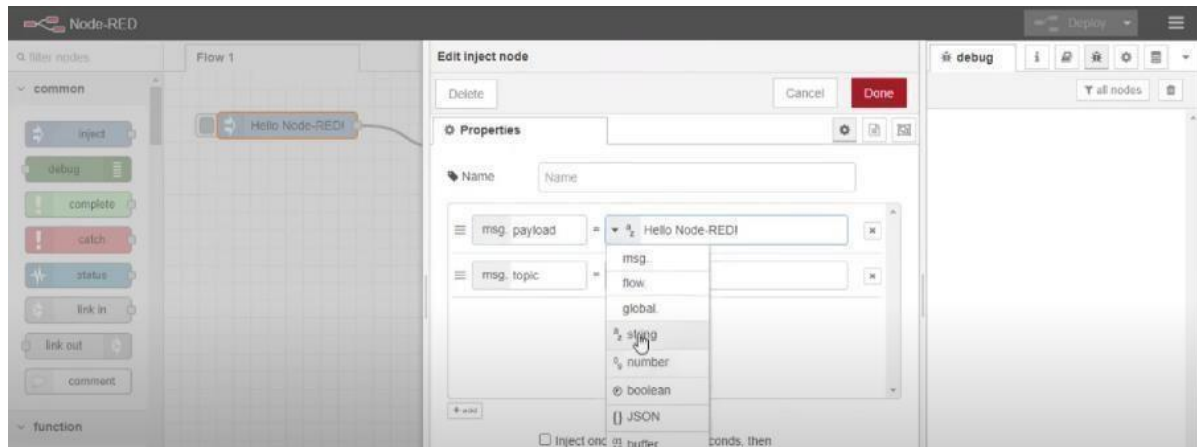 Node-RED
Deploy
filter nodes
Flow 1
Edit inject node
debug
i
common
Delete
Cancel
Done
all nodes
inject
Hello Node-RED!
Properties
debug
Name
Name
complete
msg. payload
=
Hello Node-RED!
catch
msg.
status
msg. topic
=
flow.
link in
global.
link out
string
number
comment
boolean
+ add
{} JSON
function
Inject once
buffer
conds, then